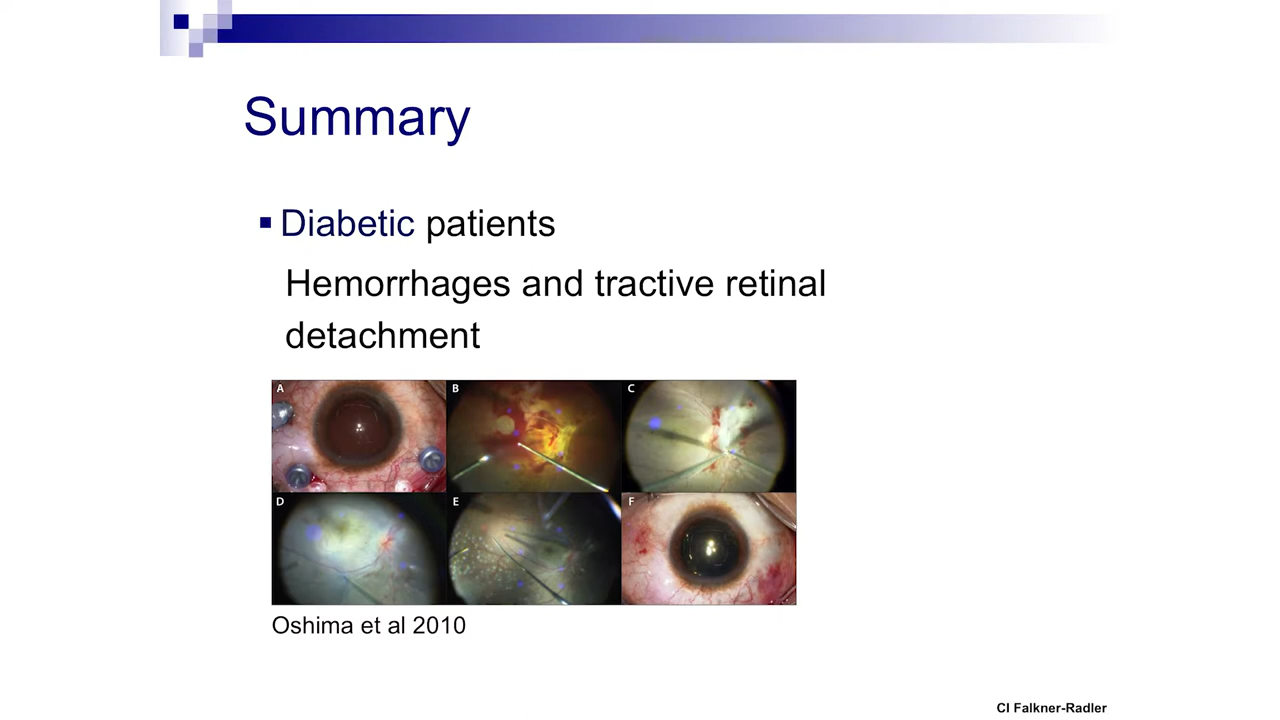 Summary
Diabetic patients
Hemorrhages and tractive retinal
detachment
A
B
C
D
E
F
Oshima et al 2010
CI Falkner-Radler